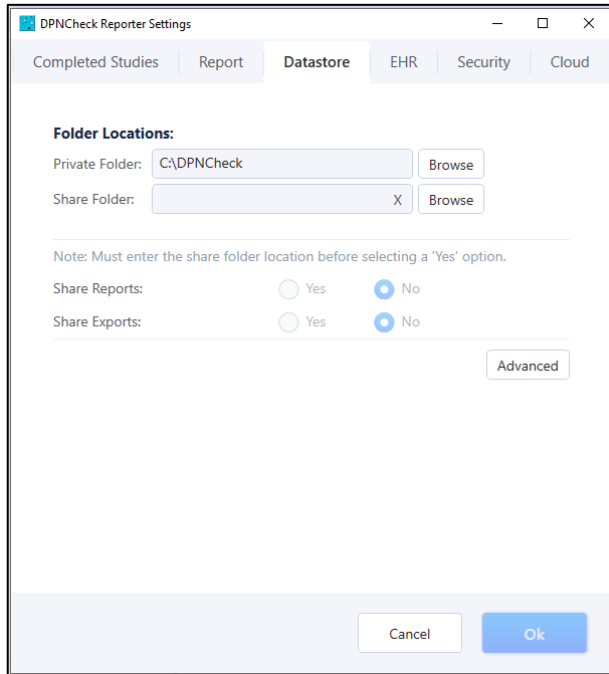 DPNCheck Reporter Settings
Completed Studies Report Datastore EHR Security Cloud
Folder Locations:
Private Folder: C:\DPNCheck Browse
Share Folder: X Browse
Note: Must enter the share folder location before selecting a 'Yes' option.
Share Reports: Yes No
Share Exports: Yes No
Advanced
Cancel Ok